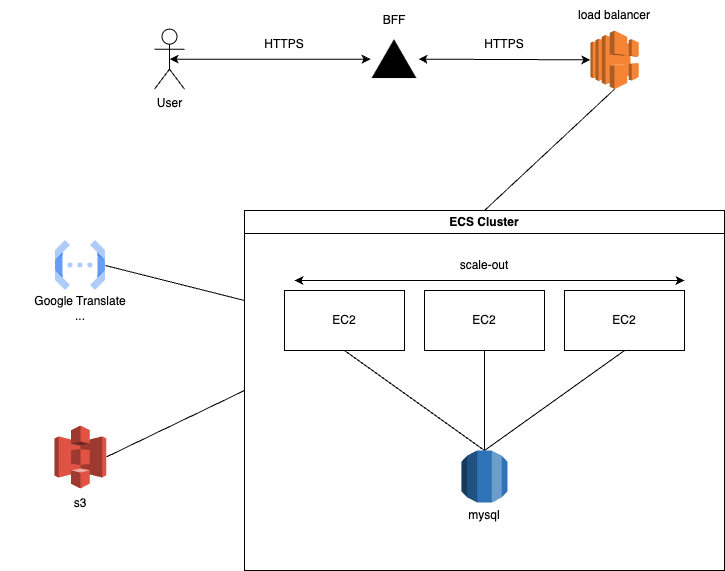 load balancer
BFF
HTTPS
HTTPS
User
ECS Cluster
scale-out
Google Translate
...
EC2
EC2
EC2
s3
mysql